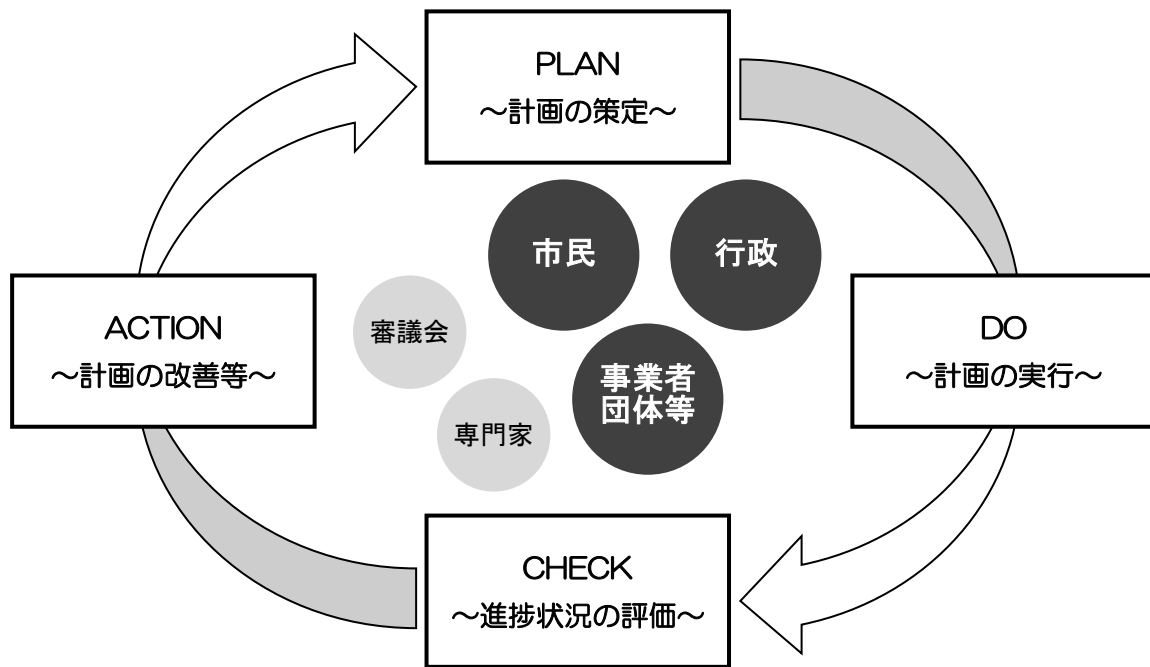 PLAN
~計画の策定~
市民
行政
ACTION
~計画の改善等~
審議会
DO
~計画の実行~
事業者
団体等
専門家
CHECK
~進捗状況の評価~